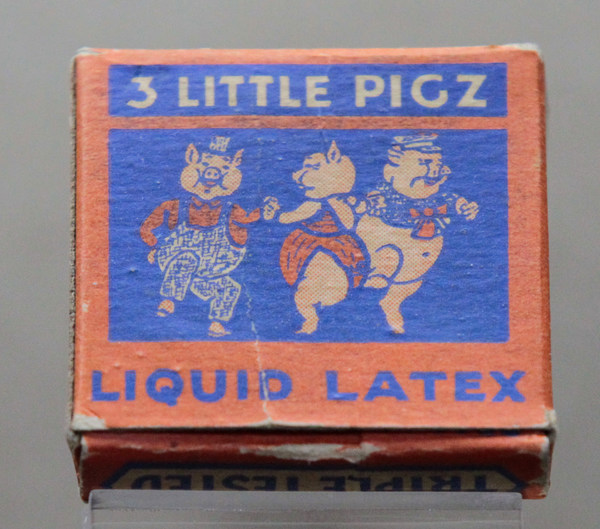 3 LITTLE PIGZ
LIQUID LATEX
TRIPLE TESTED